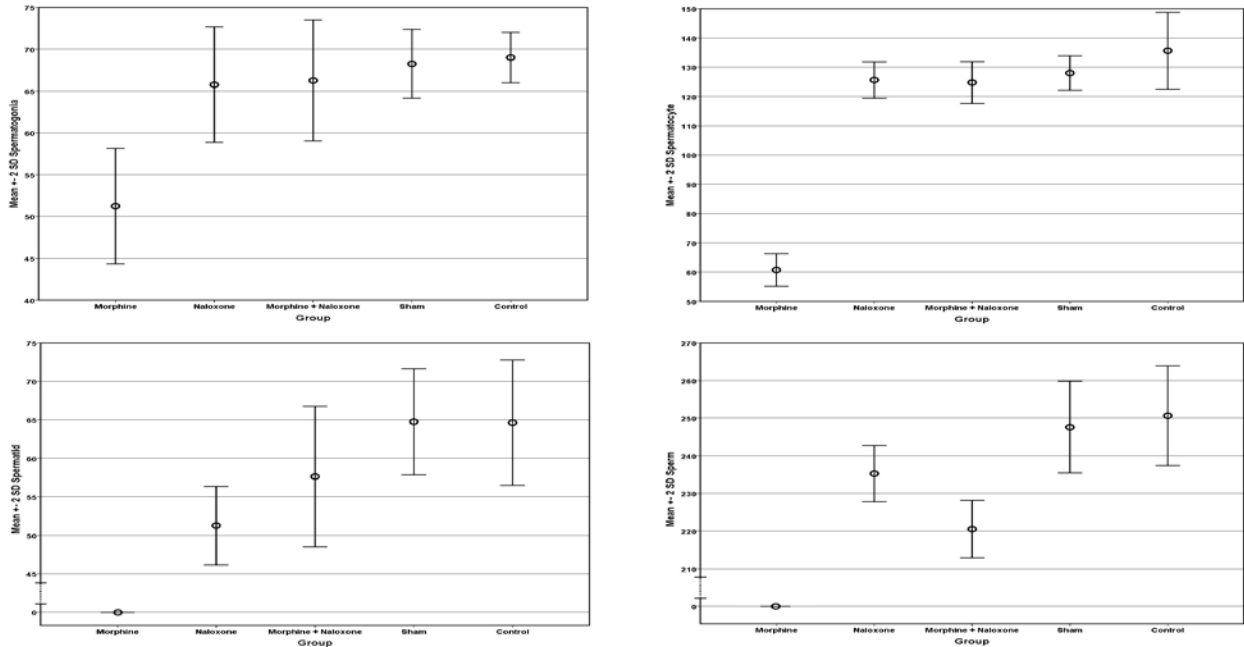 Mean +- 2 SD Spermatogonia
75
70
65
60
55
50
45
40
Morphine Naloxone Morphine + Naloxone Sham Control
Group
Mean +- 2 SD Spermatocyte
150
140
130
120
110
100
90
80
70
60
50
Morphine Naloxone Morphine + Naloxone Sham Control
Group
Mean +- 2 SD Spermatid
75
70
65
60
55
50
45
0
Morphine Naloxone Morphine + Naloxone Sham Control
Group
Mean +- 2 SD Sperm
270
260
250
240
230
220
210
0
Morphine Naloxone Morphine + Naloxone Sham Control
Group